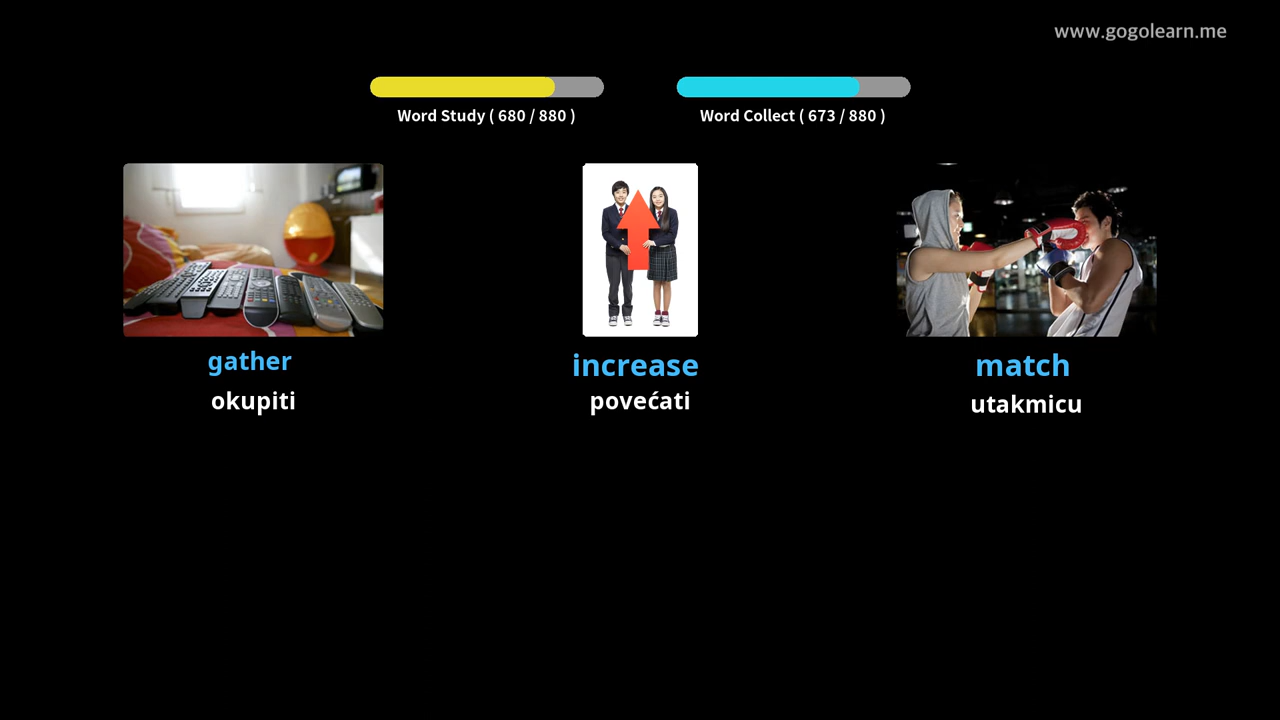 www.gogolearn.me
Word Study ( 680 / 880 )
Word Collect ( 673 / 880 )
gather
okupiti
increase
povećati
match
utakmicu